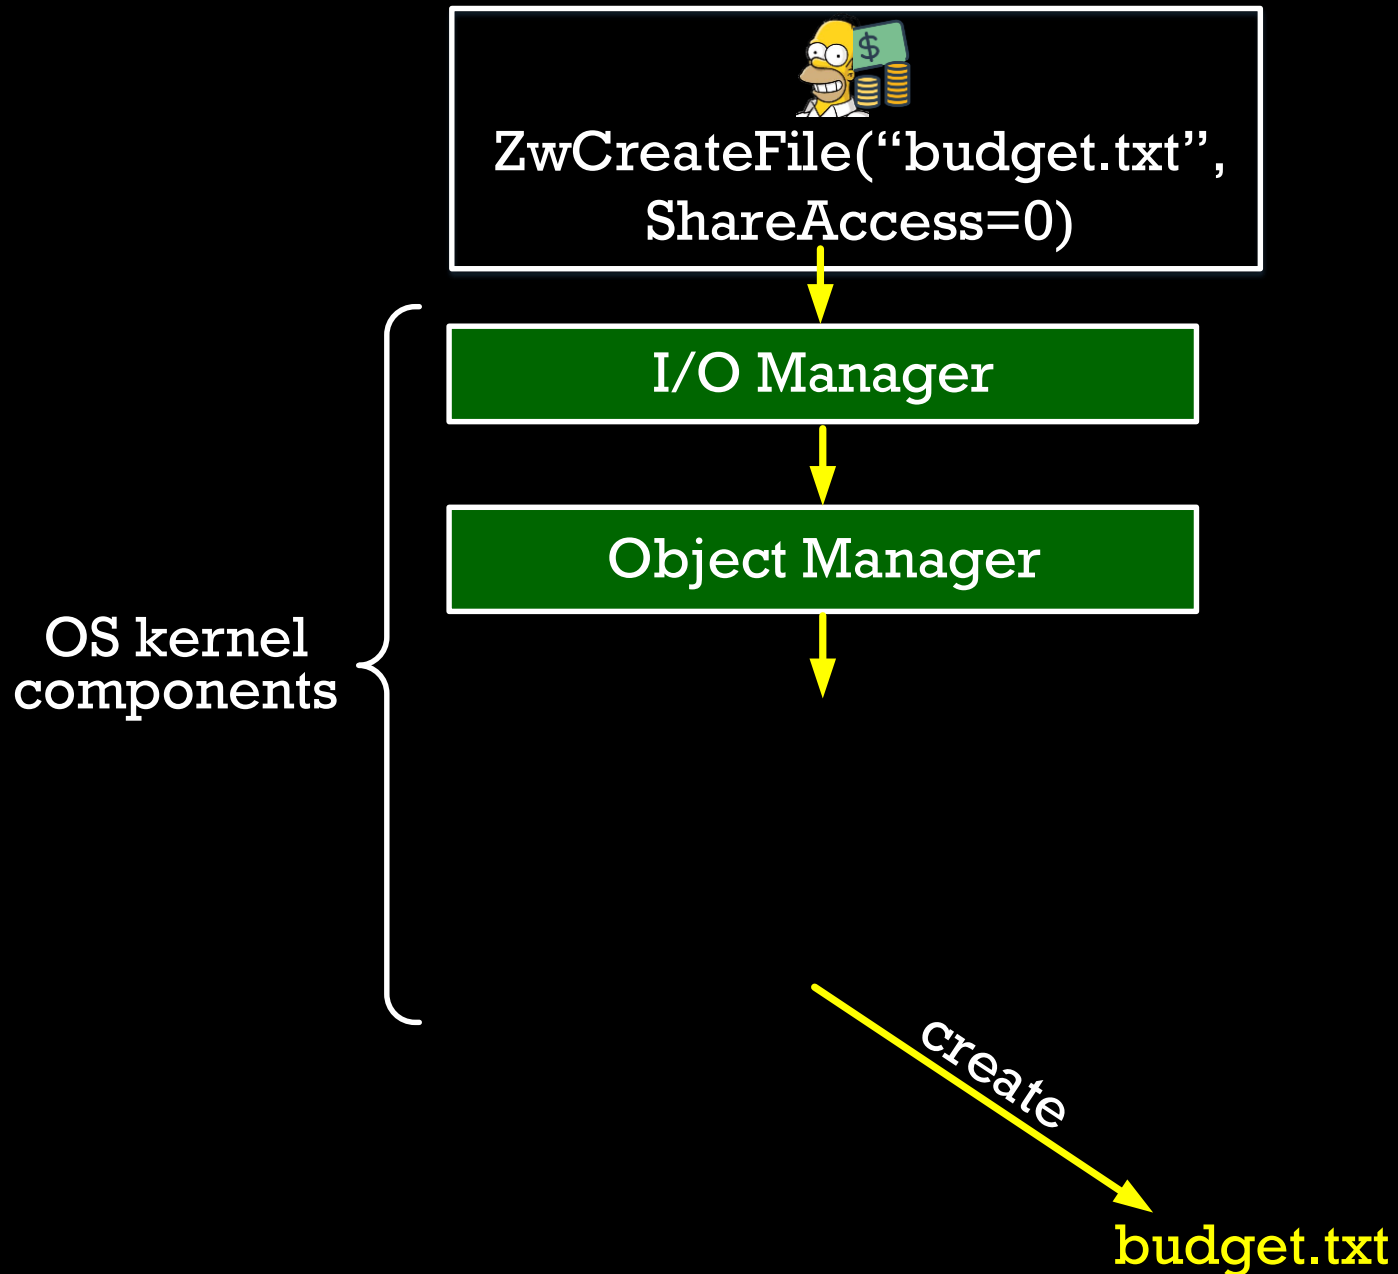 $
ZwCreateFile(“budget.txt”,
ShareAccess=0)
I/O Manager
Object Manager
OS kernel
components
create
budget.txt